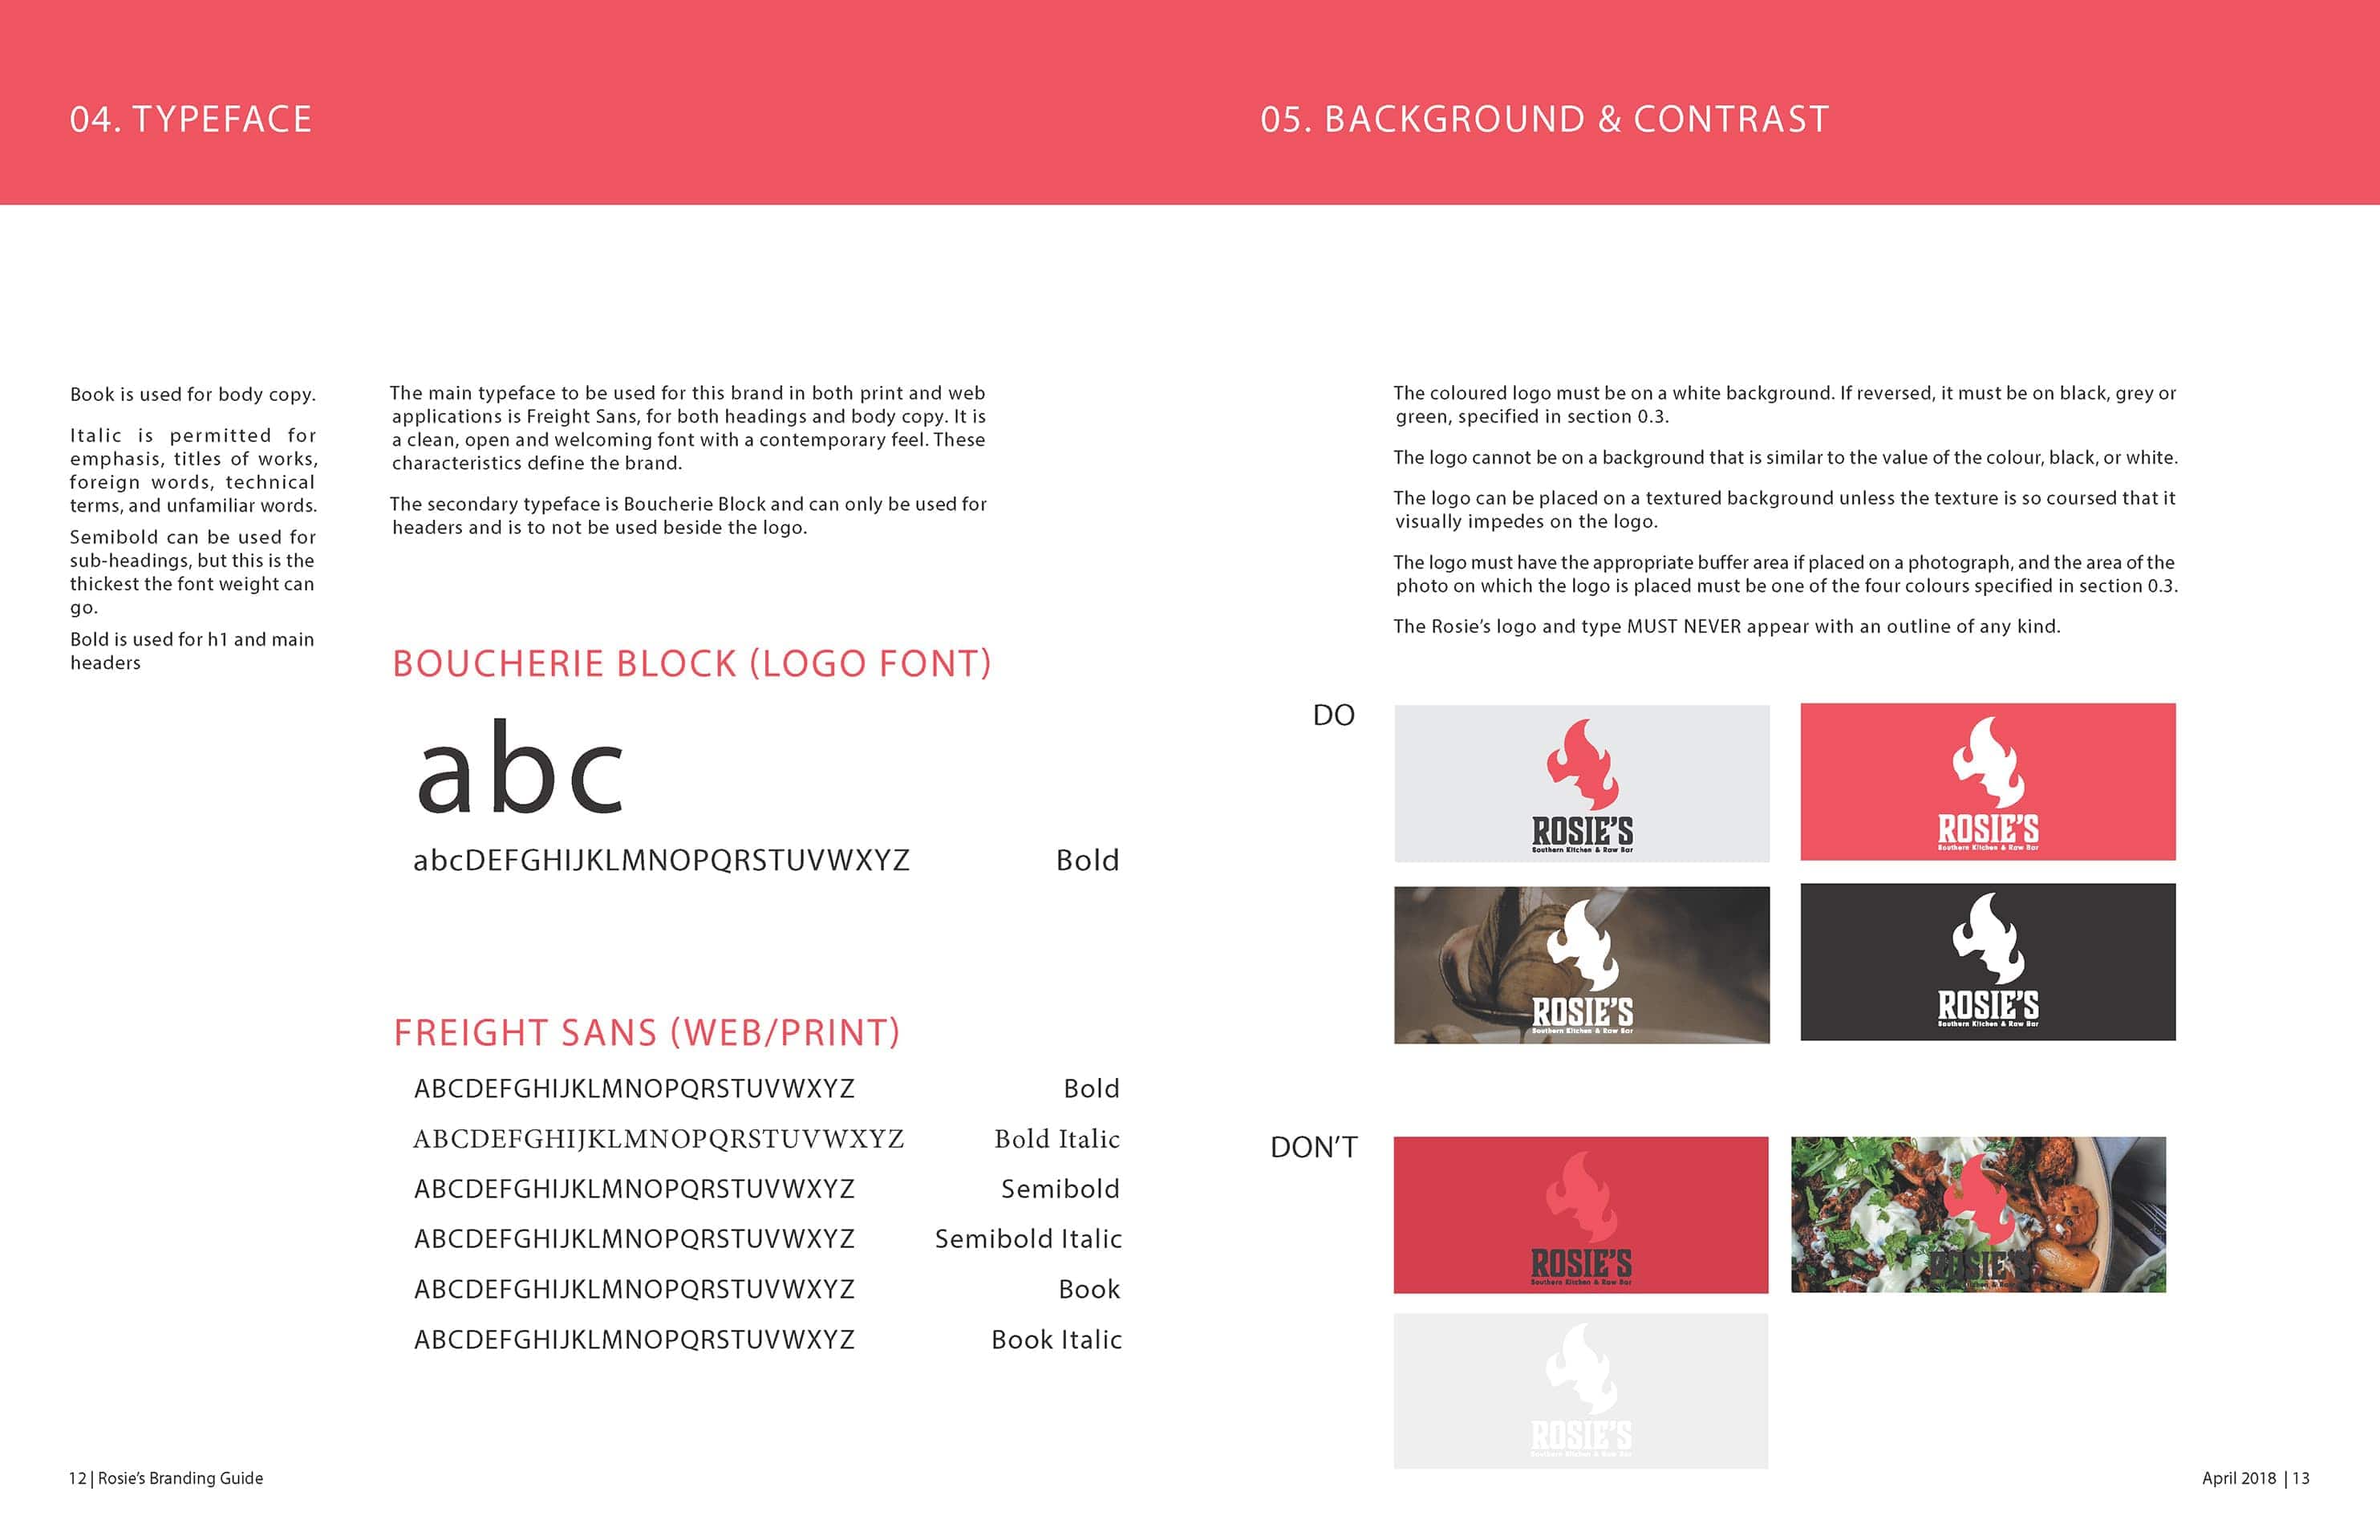 04. TYPEFACE
Book is used for body copy.
Italic is permitted for
emphasis, titles of works,
foreign words, technical
terms, and unfamiliar words.
Semibold can be used for
sub-headings, but this is the
thickest the font weight can
go.
Bold is used for h1 and main
headers
The main typeface to be used for this brand in both print and web
applications is Freight Sans, for both headings and body copy. It is
a clean, open and welcoming font with a contemporary feel. These
characteristics define the brand.
The secondary typeface is Boucherie Block and can only be used for
headers and is to not be used beside the logo.
BOUCHERIE BLOCK (LOGO FONT)
abc
abcDEFGHIJKLMNOPQRSTUVWXYZ Bold
FREIGHT SANS (WEB/PRINT)
ABCDEFGHIJKLMNOPQRSTUVWXYZ Bold
ABCDEFGHIJKLMNOPQRSTUVWXYZ Bold Italic
ABCDEFGHIJKLMNOPQRSTUVWXYZ Semibold
ABCDEFGHIJKLMNOPQRSTUVWXYZ Semibold Italic
ABCDEFGHIJKLMNOPQRSTUVWXYZ Book
ABCDEFGHIJKLMNOPQRSTUVWXYZ Book Italic
12 | Rosie's Branding Guide
05. BACKGROUND & CONTRAST
The coloured logo must be on a white background. If reversed, it must be on black, grey or
green, specified in section 0.3.
The logo cannot be on a background that is similar to the value of the colour, black, or white.
The logo can be placed on a textured background unless the texture is so coursed that it
visually impedes on the logo.
The logo must have the appropriate buffer area if placed on a photograph, and the area of the
photo on which the logo is placed must be one of the four colours specified in section 0.3.
The Rosie's logo and type MUST NEVER appear with an outline of any kind.
DO
ROSIE'S
Southern Kitchen & Raw Bar
ROSIE'S
Southern Kitchen & Raw Bar
ROSIE'S
Southern Kitchen & Raw Bar
ROSIE'S
Southern Kitchen & Raw Bar
DON'T
ROSIE'S
Southern Kitchen & Raw Bar
ROSIE'S
ROSIE'S
Southern Kitchen & Raw Bar
April 2018 | 13